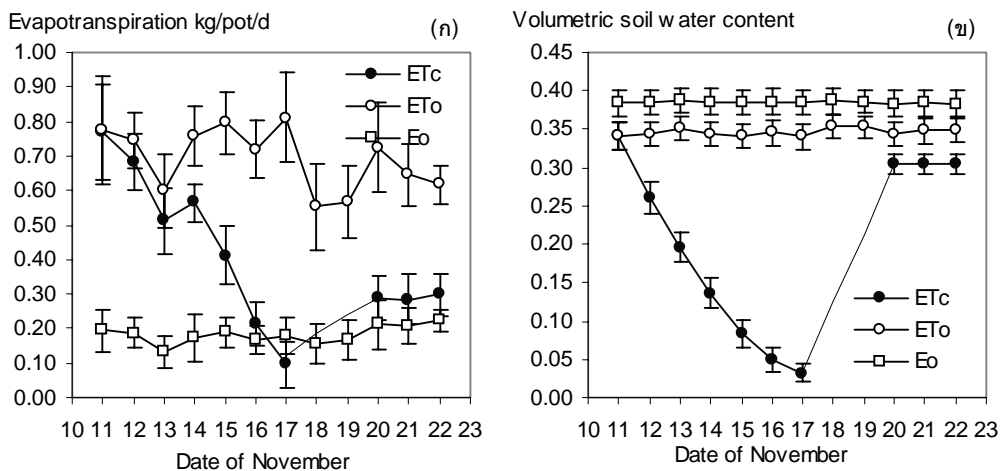 Evapotranspiration kg/pot/d
(ก)
1.00
0.90
0.80
0.70
0.60
0.50
0.40
0.30
0.20
0.10
0.00
ETc
ETo
Eo
10 11 12 13 14 15 16 17 18 19 20 21 22 23
Date of November
Volumetric soil water content
(ข)
0.45
0.40
0.35
0.30
0.25
0.20
0.15
0.10
0.05
0.00
ETc
ETo
Eo
10 11 12 13 14 15 16 17 18 19 20 21 22 23
Date of November